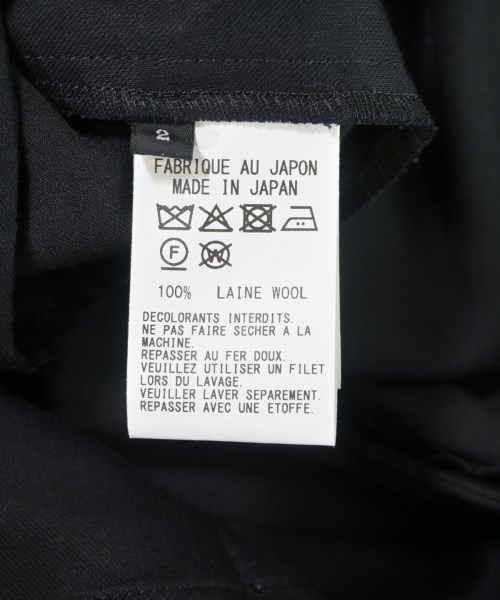 2
FABRIQUE AU JAPON
MADE IN JAPAN
F W
100% LAINE WOOL
DECOLORANTS INTERDITS.
NE PAS FAIRE SECHER A LA
MACHINE.
REPASSER AU FER DOUX.
VEUILLEZ UTILISER UN FILET
LORS DU LAVAGE.
VEUILLER LAVER SEPAREMENT.
REPASSER AVEC UNE ETOFFE.